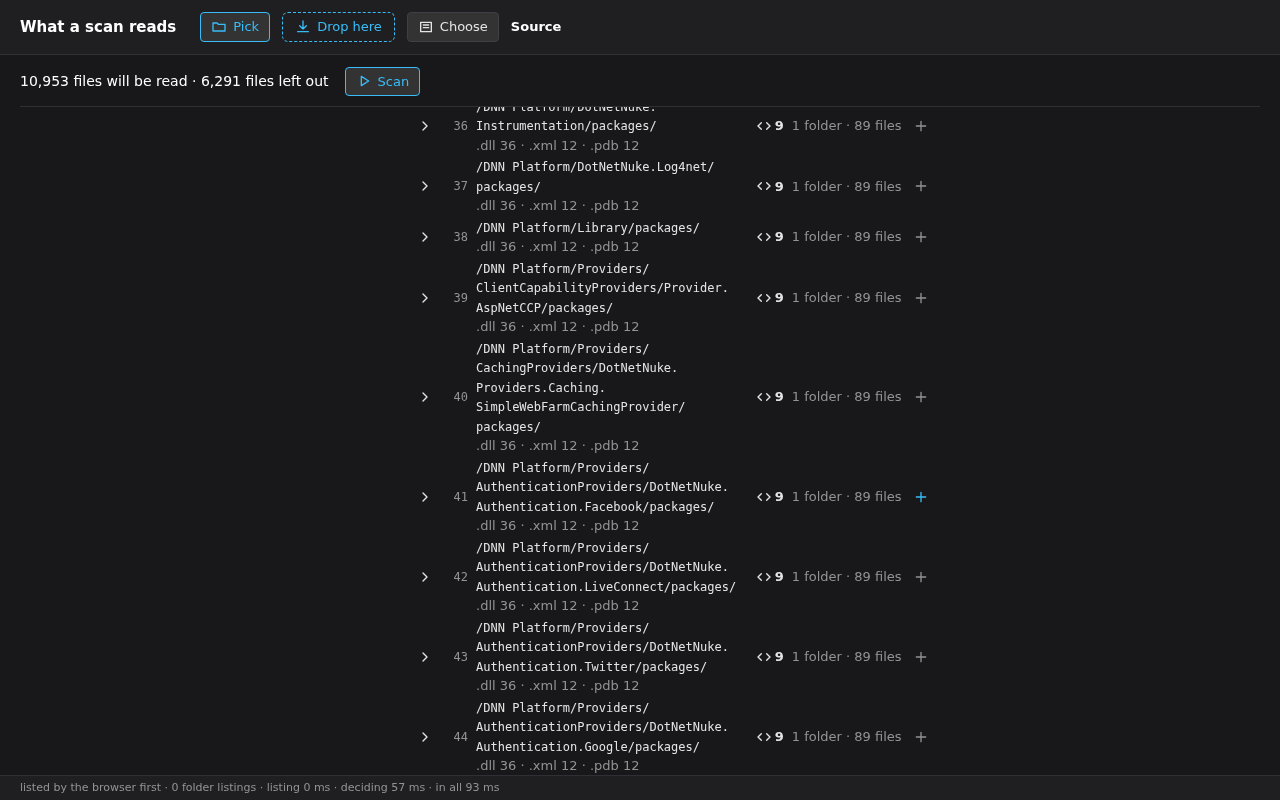 What a scan reads Pick Drop here Choose Source
10,953 files will be read · 6,291 files left out Scan
/DNN Platform/DotNetNuke.
36 Instrumentation/packages/ 9 1 folder · 89 files
.dll 36 · .xml 12 · .pdb 12
/DNN Platform/DotNetNuke.Log4net/
37 packages/ 9 1 folder · 89 files
.dll 36 · .xml 12 · .pdb 12
38 /DNN Platform/Library/packages/ 9 1 folder · 89 files
.dll 36 · .xml 12 · .pdb 12
/DNN Platform/Providers/
39 ClientCapabilityProviders/Provider. 9 1 folder · 89 files
AspNetCCP/packages/
.dll 36 · .xml 12 · .pdb 12
/DNN Platform/Providers/
CachingProviders/DotNetNuke.
40 Providers.Caching. 9 1 folder · 89 files
SimpleWebFarmCachingProvider/
packages/
.dll 36 · .xml 12 · .pdb 12
/DNN Platform/Providers/
41 AuthenticationProviders/DotNetNuke. 9 1 folder · 89 files
Authentication.Facebook/packages/
.dll 36 · .xml 12 · .pdb 12
/DNN Platform/Providers/
42 AuthenticationProviders/DotNetNuke. 9 1 folder · 89 files
Authentication.LiveConnect/packages/
.dll 36 · .xml 12 · .pdb 12
/DNN Platform/Providers/
43 AuthenticationProviders/DotNetNuke. 9 1 folder · 89 files
Authentication.Twitter/packages/
.dll 36 · .xml 12 · .pdb 12
/DNN Platform/Providers/
44 AuthenticationProviders/DotNetNuke. 9 1 folder · 89 files
Authentication.Google/packages/
.dll 36 · .xml 12 · .pdb 12
listed by the browser first · 0 folder listings · listing 0 ms · deciding 57 ms · in all 93 ms